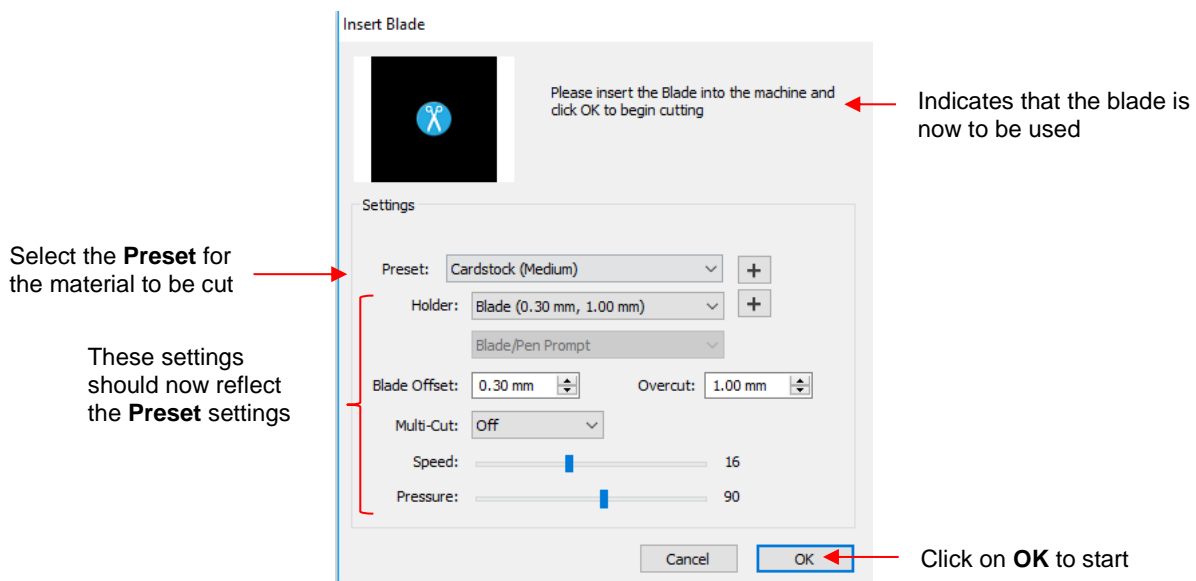 Insert Blade
Please insert the Blade into the machine and
click OK to begin cutting
Indicates that the blade is
now to be used
Settings
Select the Preset for
the material to be cut
Preset: Cardstock (Medium) +
Holder: Blade (0.30 mm, 1.00 mm) +
Blade/Pen Prompt
These settings
should now reflect
the Preset settings
Blade Offset: 0.30 mm Overcut: 1.00 mm
Multi-Cut: Off
Speed: 16
Pressure: 90
Cancel OK
Click on OK to start